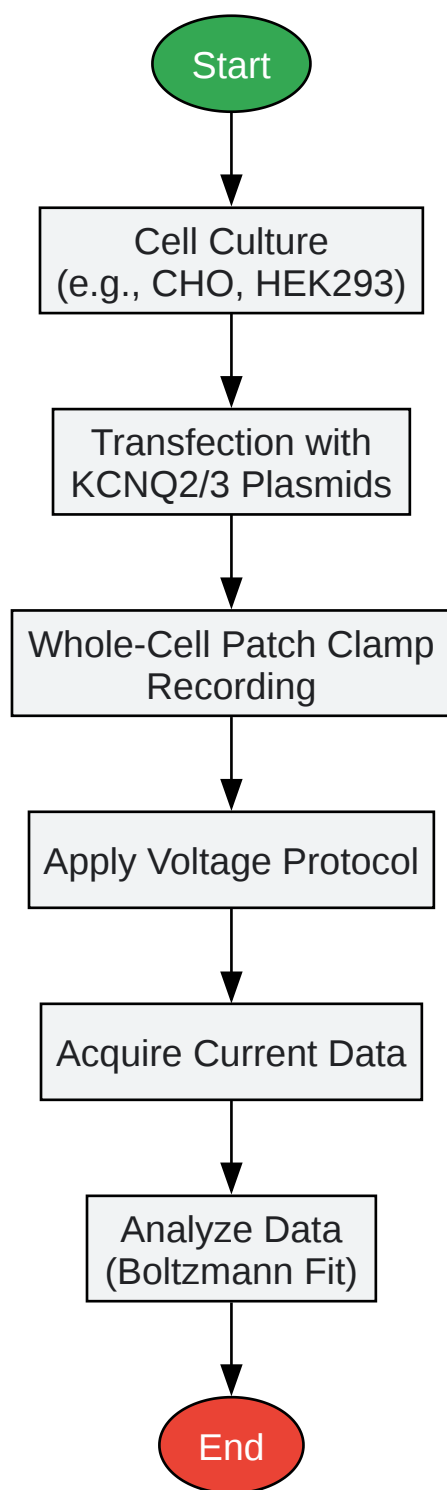 Start
Cell Culture
(e.g., CHO, HEK293)
Transfection with
KCNQ2/3 Plasmids
Whole-Cell Patch Clamp
Recording
Apply Voltage Protocol
Acquire Current Data
Analyze Data
(Boltzmann Fit)
End